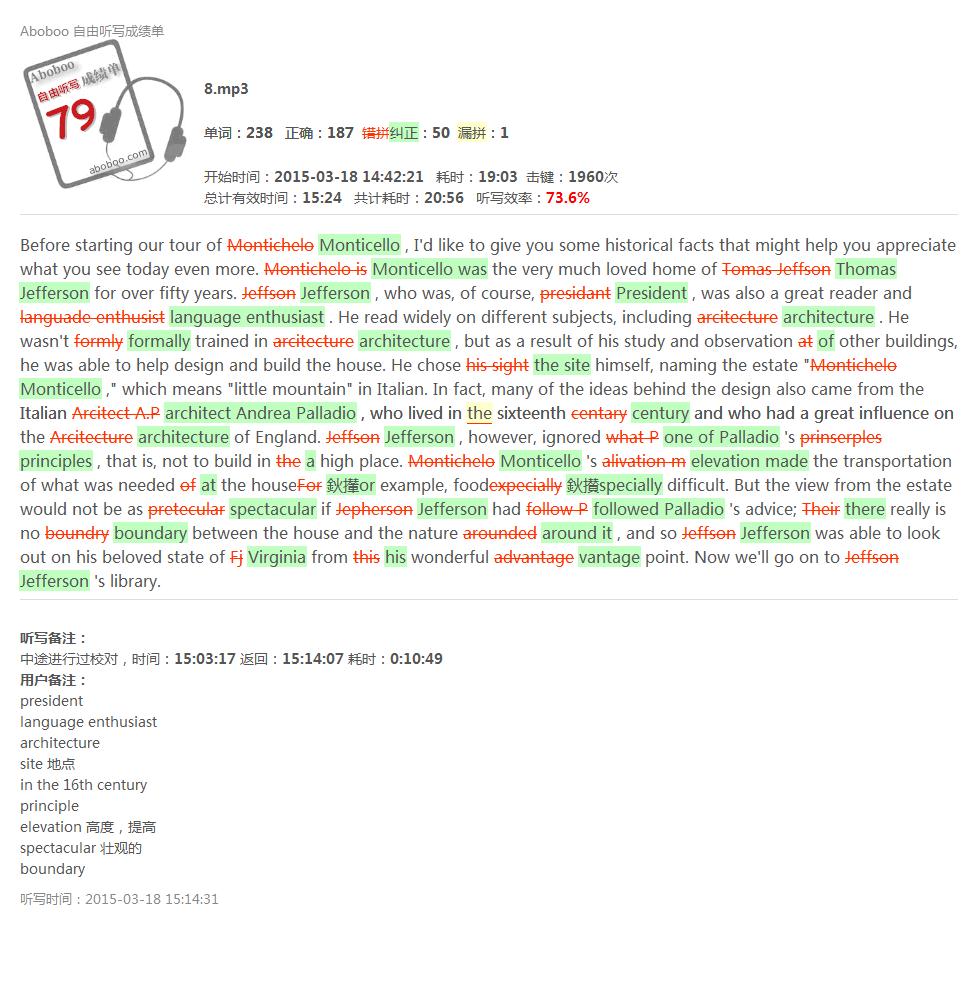 Aboboo 自由听写成绩单
Aboboo
自由听写 成绩单
79
aboboo.com
8.mp3
单词：238 正确：187 错拼纠正：50 漏拼：1
开始时间：2015-03-18 14:42:21 耗时：19:03 击键：1960次
总计有效时间：15:24 共计耗时：20:56 听写效率：73.6%
Before starting our tour of Montichelo Monticello , I'd like to give you some historical facts that might help you appreciate
what you see today even more. Montichelo is Monticello was the very much loved home of Tomas Jeffson Thomas
Jefferson for over fifty years. Jeffson Jefferson , who was, of course, presidant President , was also a great reader and
languade enthusist language enthusiast . He read widely on different subjects, including arcitecture architecture . He
wasn't formly formally trained in arcitecture architecture , but as a result of his study and observation at of other buildings,
he was able to help design and build the house. He chose his sight the site himself, naming the estate "Montichelo
Monticello ," which means "little mountain" in Italian. In fact, many of the ideas behind the design also came from the
Italian Arcitect A.P architect Andrea Palladio , who lived in the sixteenth centary century and who had a great influence on
the Arcitecture architecture of England. Jeffson Jefferson , however, ignored what P one of Palladio 's prinserples
principles , that is, not to build in the a high place. Montichelo Monticello 's alivation m elevation made the transportation
of what was needed of at the houseFor 鈥攉or example, foodexpecially 鈥攒specially difficult. But the view from the estate
would not be as pretecular spectacular if Jepherson Jefferson had follow P followed Palladio 's advice; Their there really is
no boundry boundary between the house and the nature arounded around it , and so Jeffson Jefferson was able to look
out on his beloved state of Fj Virginia from this his wonderful advantage vantage point. Now we'll go on to Jeffson
Jefferson 's library.
听写备注：
中途进行过校对，时间：15:03:17 返回：15:14:07 耗时：0:10:49
用户备注：
president
language enthusiast
architecture
site 地点
in the 16th century
principle
elevation 高度，提高
spectacular 壮观的
boundary
听写时间：2015-03-18 15:14:31